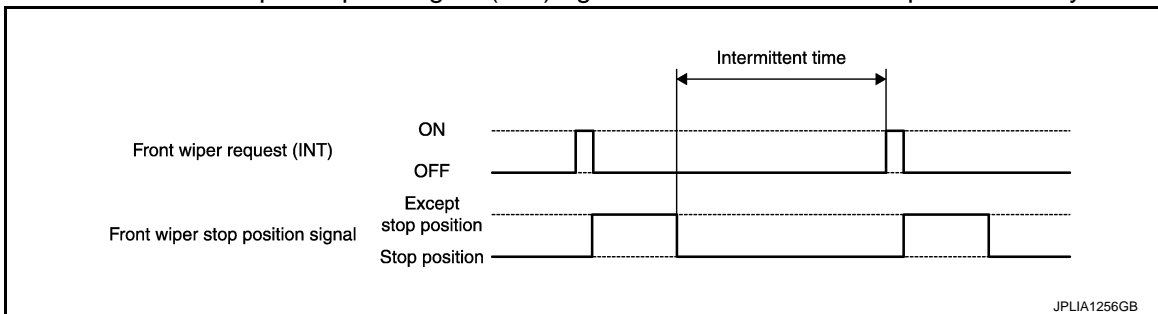 Intermittent time
ON
Front wiper request (INT)
OFF
Except
stop position
Front wiper stop position signal
Stop position
JPLIA1256GB